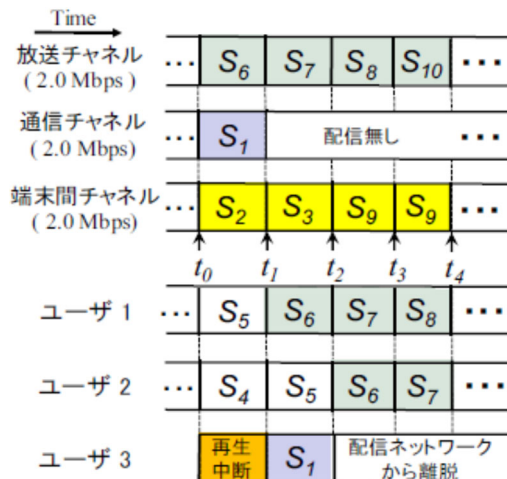 Time
放送チャネル
( 2.0 Mbps )
… S6 S7 S8 S10 …
通信チャネル
( 2.0 Mbps)
… S1 配信無し …
端末間チャネル
( 2.0 Mbps)
… S2 S3 S9 S9 …
t0 t1 t2 t3 t4
ユーザ 1 … S5 S6 S7 S8 …
ユーザ 2 … S4 S5 S6 S7 …
ユーザ 3
再生
中断
S1
配信ネットワーク
から離脱